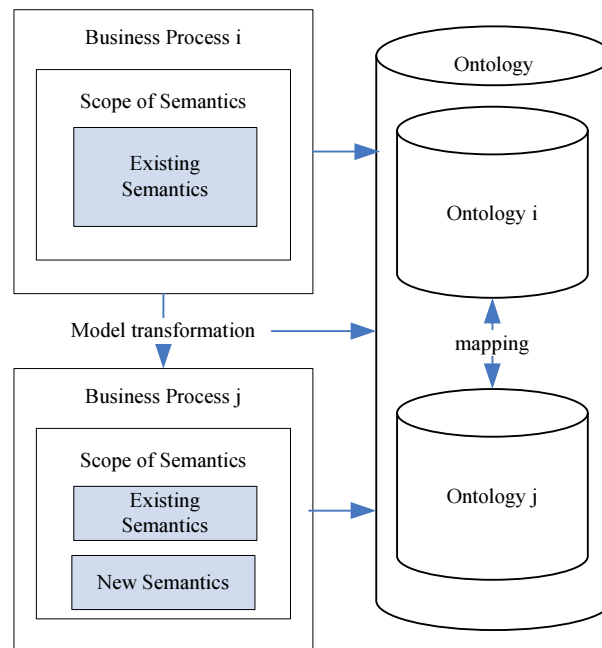 Business Process i
Scope of Semantics
Existing
Semantics
Ontology
Ontology i
Model transformation
mapping
Business Process j
Scope of Semantics
Existing
Semantics
New Semantics
Ontology j